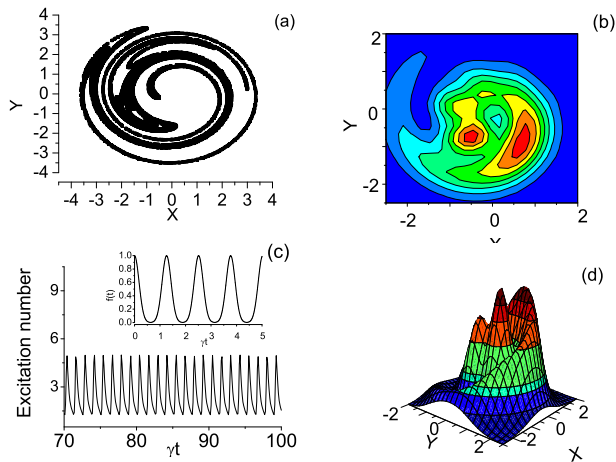 (a)
Y
4
3
2
1
0
-1
-2
-3
-4
-4 -3 -2 -1 0 1 2 3 4
X
(b)
Y
2
0
-2
-2 0 2
(c)
Excitation number
9
6
3
70 80 90 100
γt
f(t)
1.0
0.8
0.6
0.4
0.2
0.0
0 1 2 3 4 5
γt
(d)
-2 0 2
Y
-2 0 2
X